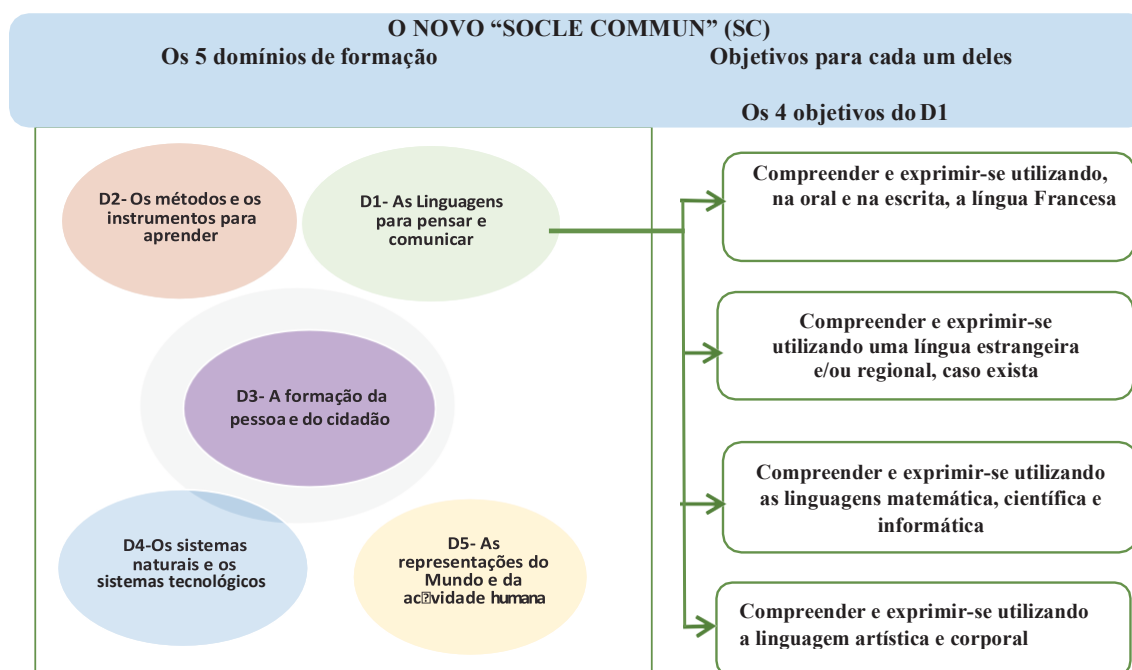 O NOVO “SOCLE COMMUN” (SC)
Os 5 domínios de formação
Objetivos para cada um deles
Os 4 objetivos do D1
D2- Os métodos e os
instrumentos para
aprender
D1- As Linguagens
para pensar e
comunicar
D3- A formação da
pessoa e do cidadão
D4-Os sistemas
naturais e os
sistemas tecnológicos
D5- As
representações do
Mundo e da
ac�vidade humana
Compreender e exprimir-se utilizando,
na oral e na escrita, a língua Francesa
Compreender e exprimir-se
utilizando uma língua estrangeira
e/ou regional, caso exista
Compreender e exprimir-se utilizando
as linguagens matemática, científica e
informática
Compreender e exprimir-se utilizando
a linguagem artística e corporal